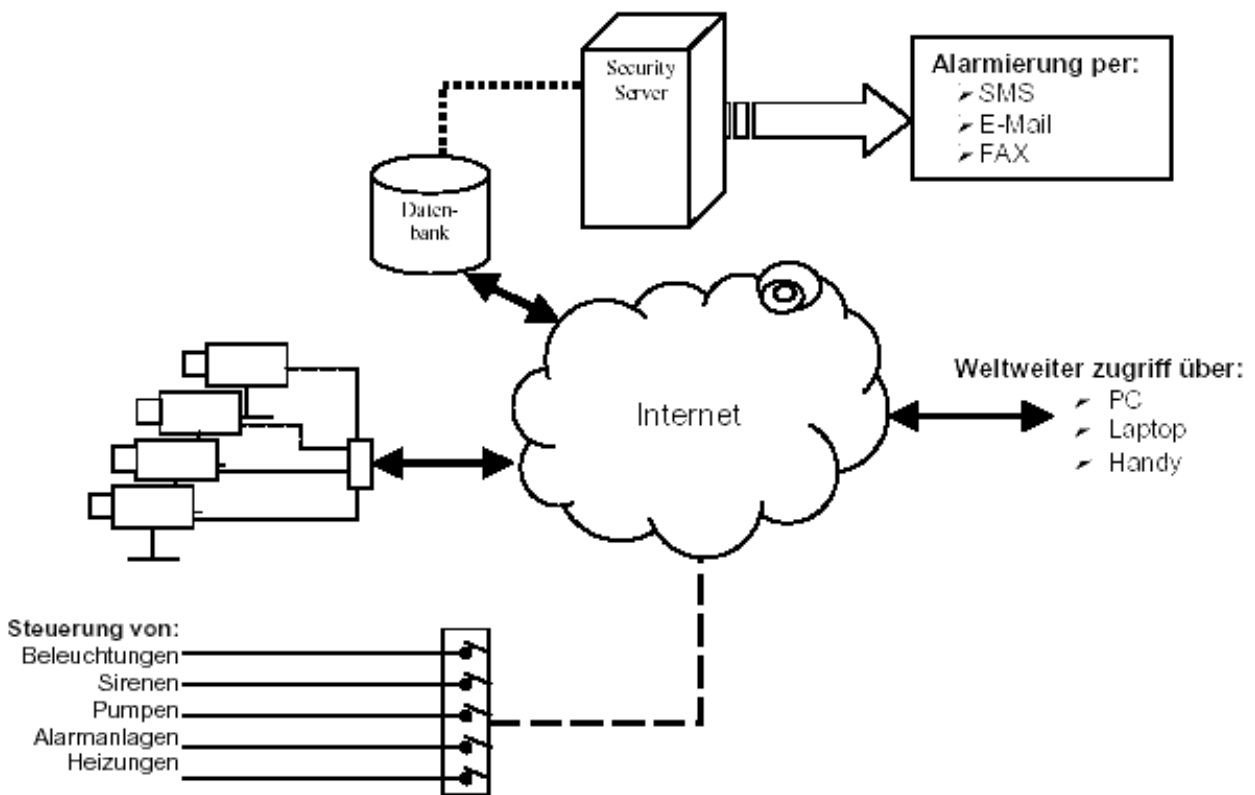 Security
Server
Alarmierung per:
SMS
E-Mail
FAX
Daten-
bank
Internet
Weltweiter zugriff über:
PC
Laptop
Handy
Steuerung von:
Beleuchtungen
Sirenen
Pumpen
Alarmanlagen
Heizungen